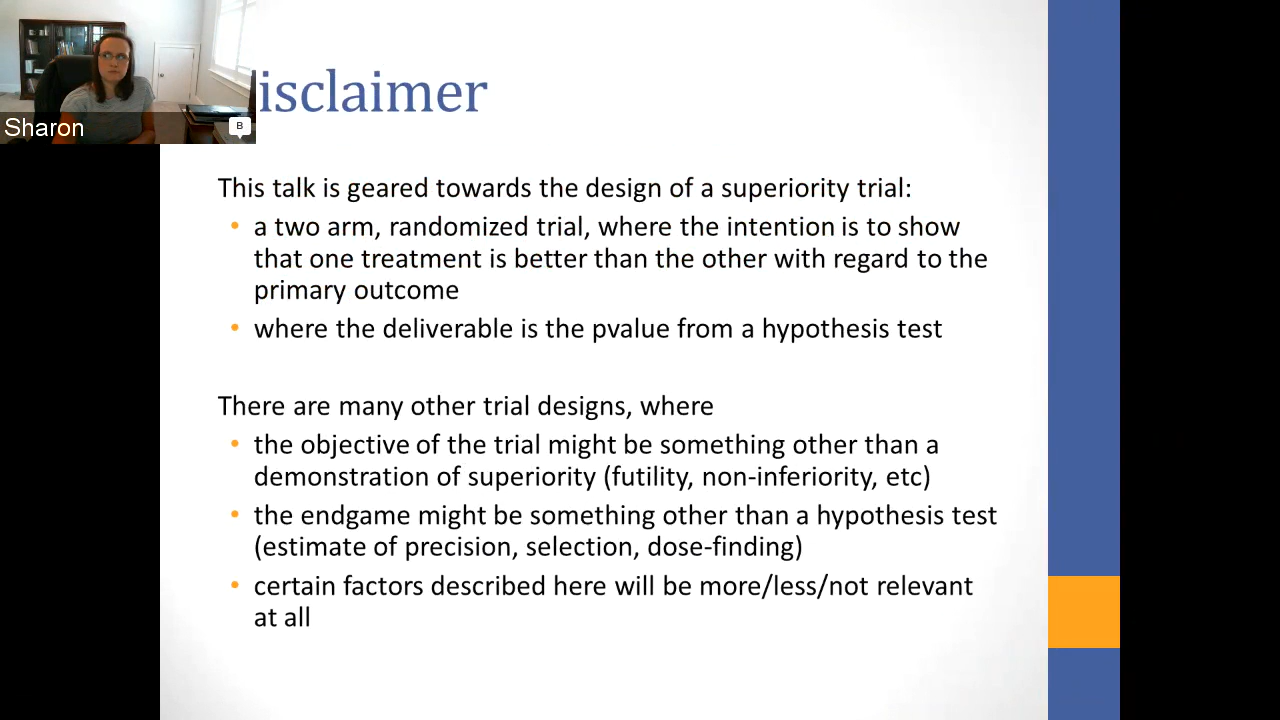 isclaimer
Sharon
B
This talk is geared towards the design of a superiority trial:
• a two arm, randomized trial, where the intention is to show
that one treatment is better than the other with regard to the
primary outcome
• where the deliverable is the pvalue from a hypothesis test
There are many other trial designs, where
• the objective of the trial might be something other than a
demonstration of superiority (futility, non-inferiority, etc)
• the endgame might be something other than a hypothesis test
(estimate of precision, selection, dose-finding)
• certain factors described here will be more/less/not relevant
at all